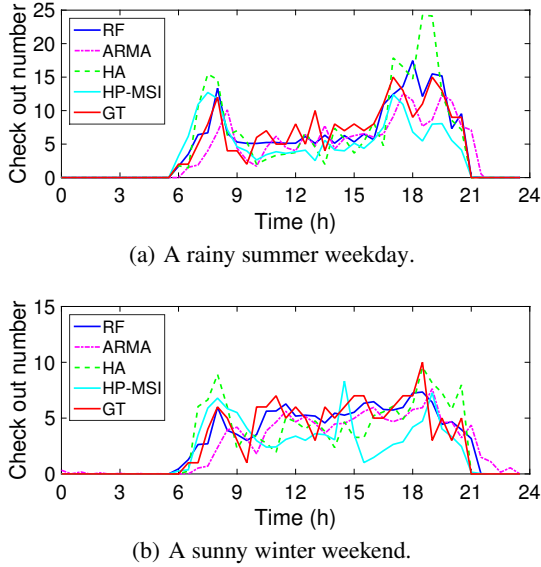 25
20
15
10
5
0
Check out number
RF
ARMA
HA
HP-MSI
GT
0 3 6 9 12 15 18 21 24
Time (h)
(a) A rainy summer weekday.
15
10
5
0
Check out number
RF
ARMA
HA
HP-MSI
GT
0 3 6 9 12 15 18 21 24
Time (h)
(b) A sunny winter weekend.